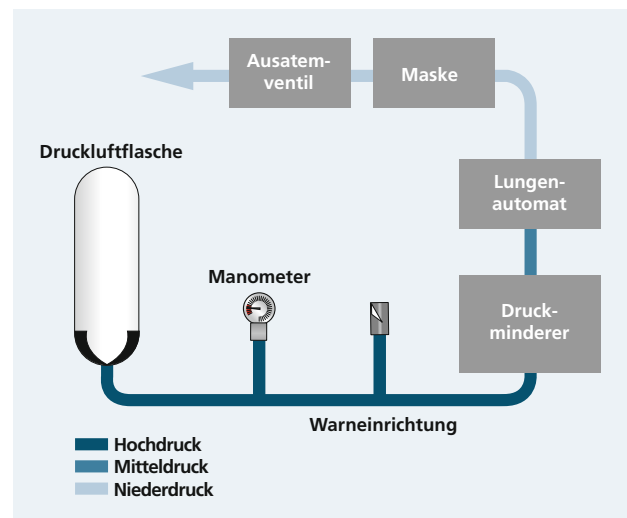 Ausatem-
ventil
Maske
Druckluftflasche
Lungen-
automat
Manometer
Druck-
minderer
Warneinrichtung
Hochdruck
Mitteldruck
Niederdruck